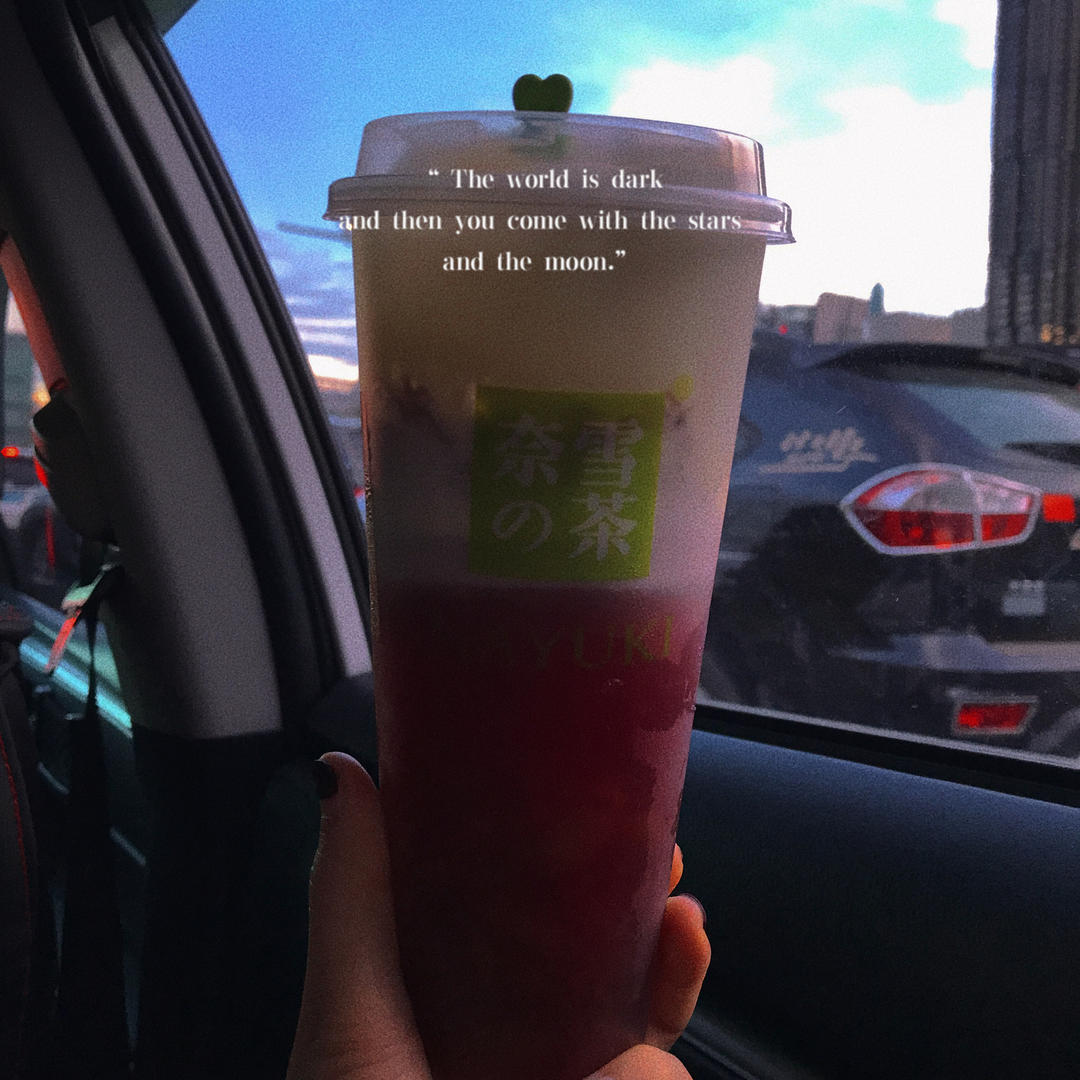 “ The world is dark
and then you come with the stars
and the moon.”
奈雪
の茶
YUKI